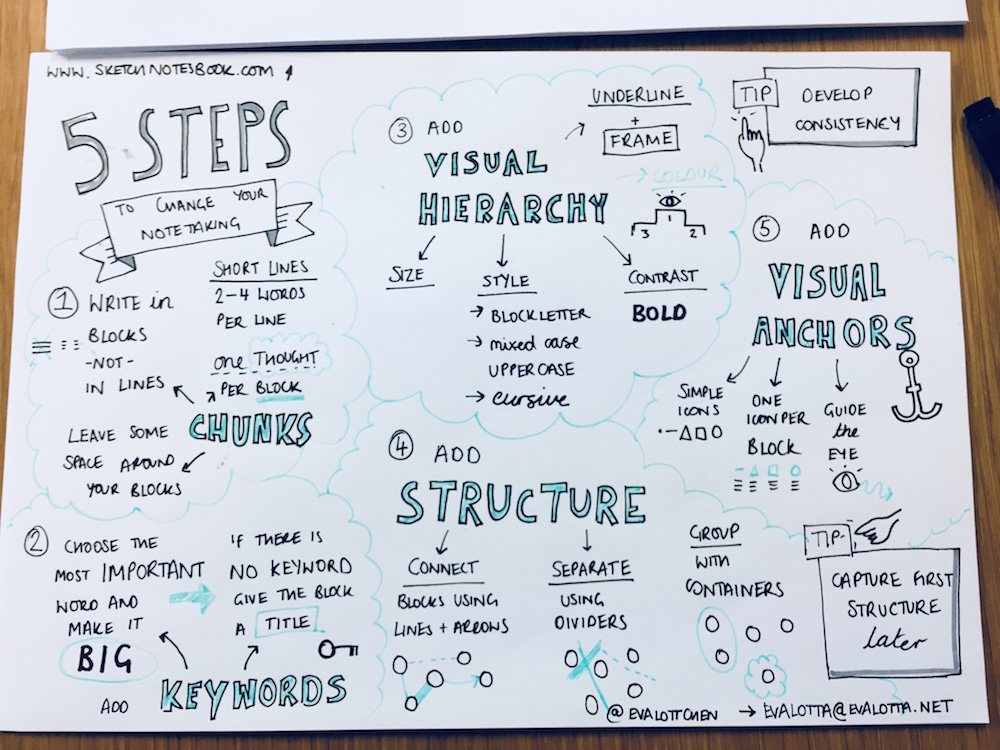 WWW.SKETCHNOTESBOOK.COM
5 STEPS
TO CHANGE YOUR
NOTETAKING
1 WRITE in
BLOCKS
-NOT-
IN LINES
SHORT LINES
2-4 WORDS
PER LINE
one THOUGHT
PER BLOCK
CHUNKS
LEAVE SOME
SPACE AROUND
YOUR BLOCKS
2 CHOOSE THE
MOST IMPORTANT
WORD AND
MAKE IT
BIG
IF THERE IS
NO KEYWORD
GIVE THE BLOCK
A TITLE
ADD KEYWORDS
3 ADD
VISUAL
HIERARCHY
UNDERLINE
+
FRAME
→ COLOUR
1
3 2
SIZE
STYLE
→ BLOCKLETTER
→ mixed case
UPPERCASE
→ cursive
CONTRAST
BOLD
4 ADD
STRUCTURE
CONNECT
BLOCKS USING
LINES + ARROWS
SEPARATE
USING
DIVIDERS
GROUP
WITH
CONTAINERS
TIP
DEVELOP
CONSISTENCY
5 ADD
VISUAL
ANCHORS
SIMPLE
ICONS
ONE
ICON PER
BLOCK
GUIDE
the
EYE
TIP
CAPTURE FIRST
STRUCTURE
later
@EVALOTTCHEN → EVALOTTA@EVALOTTA.NET